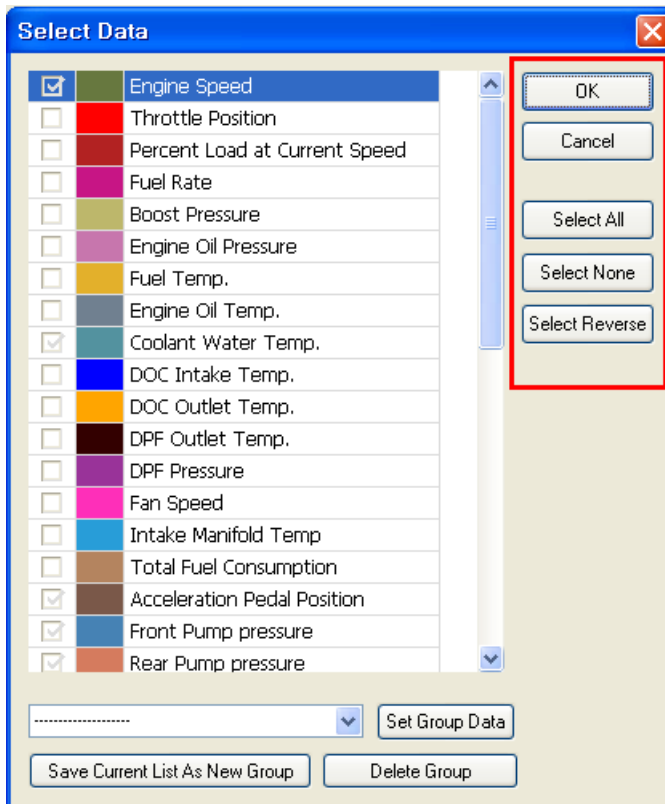 Select Data
Engine Speed
Throttle Position
Percent Load at Current Speed
Fuel Rate
Boost Pressure
Engine Oil Pressure
Fuel Temp.
Engine Oil Temp.
Coolant Water Temp.
DOC Intake Temp.
DOC Outlet Temp.
DPF Outlet Temp.
DPF Pressure
Fan Speed
Intake Manifold Temp
Total Fuel Consumption
Acceleration Pedal Position
Front Pump pressure
Rear Pump pressure
OK
Cancel
Select All
Select None
Select Reverse
--------------------
Set Group Data
Save Current List As New Group
Delete Group